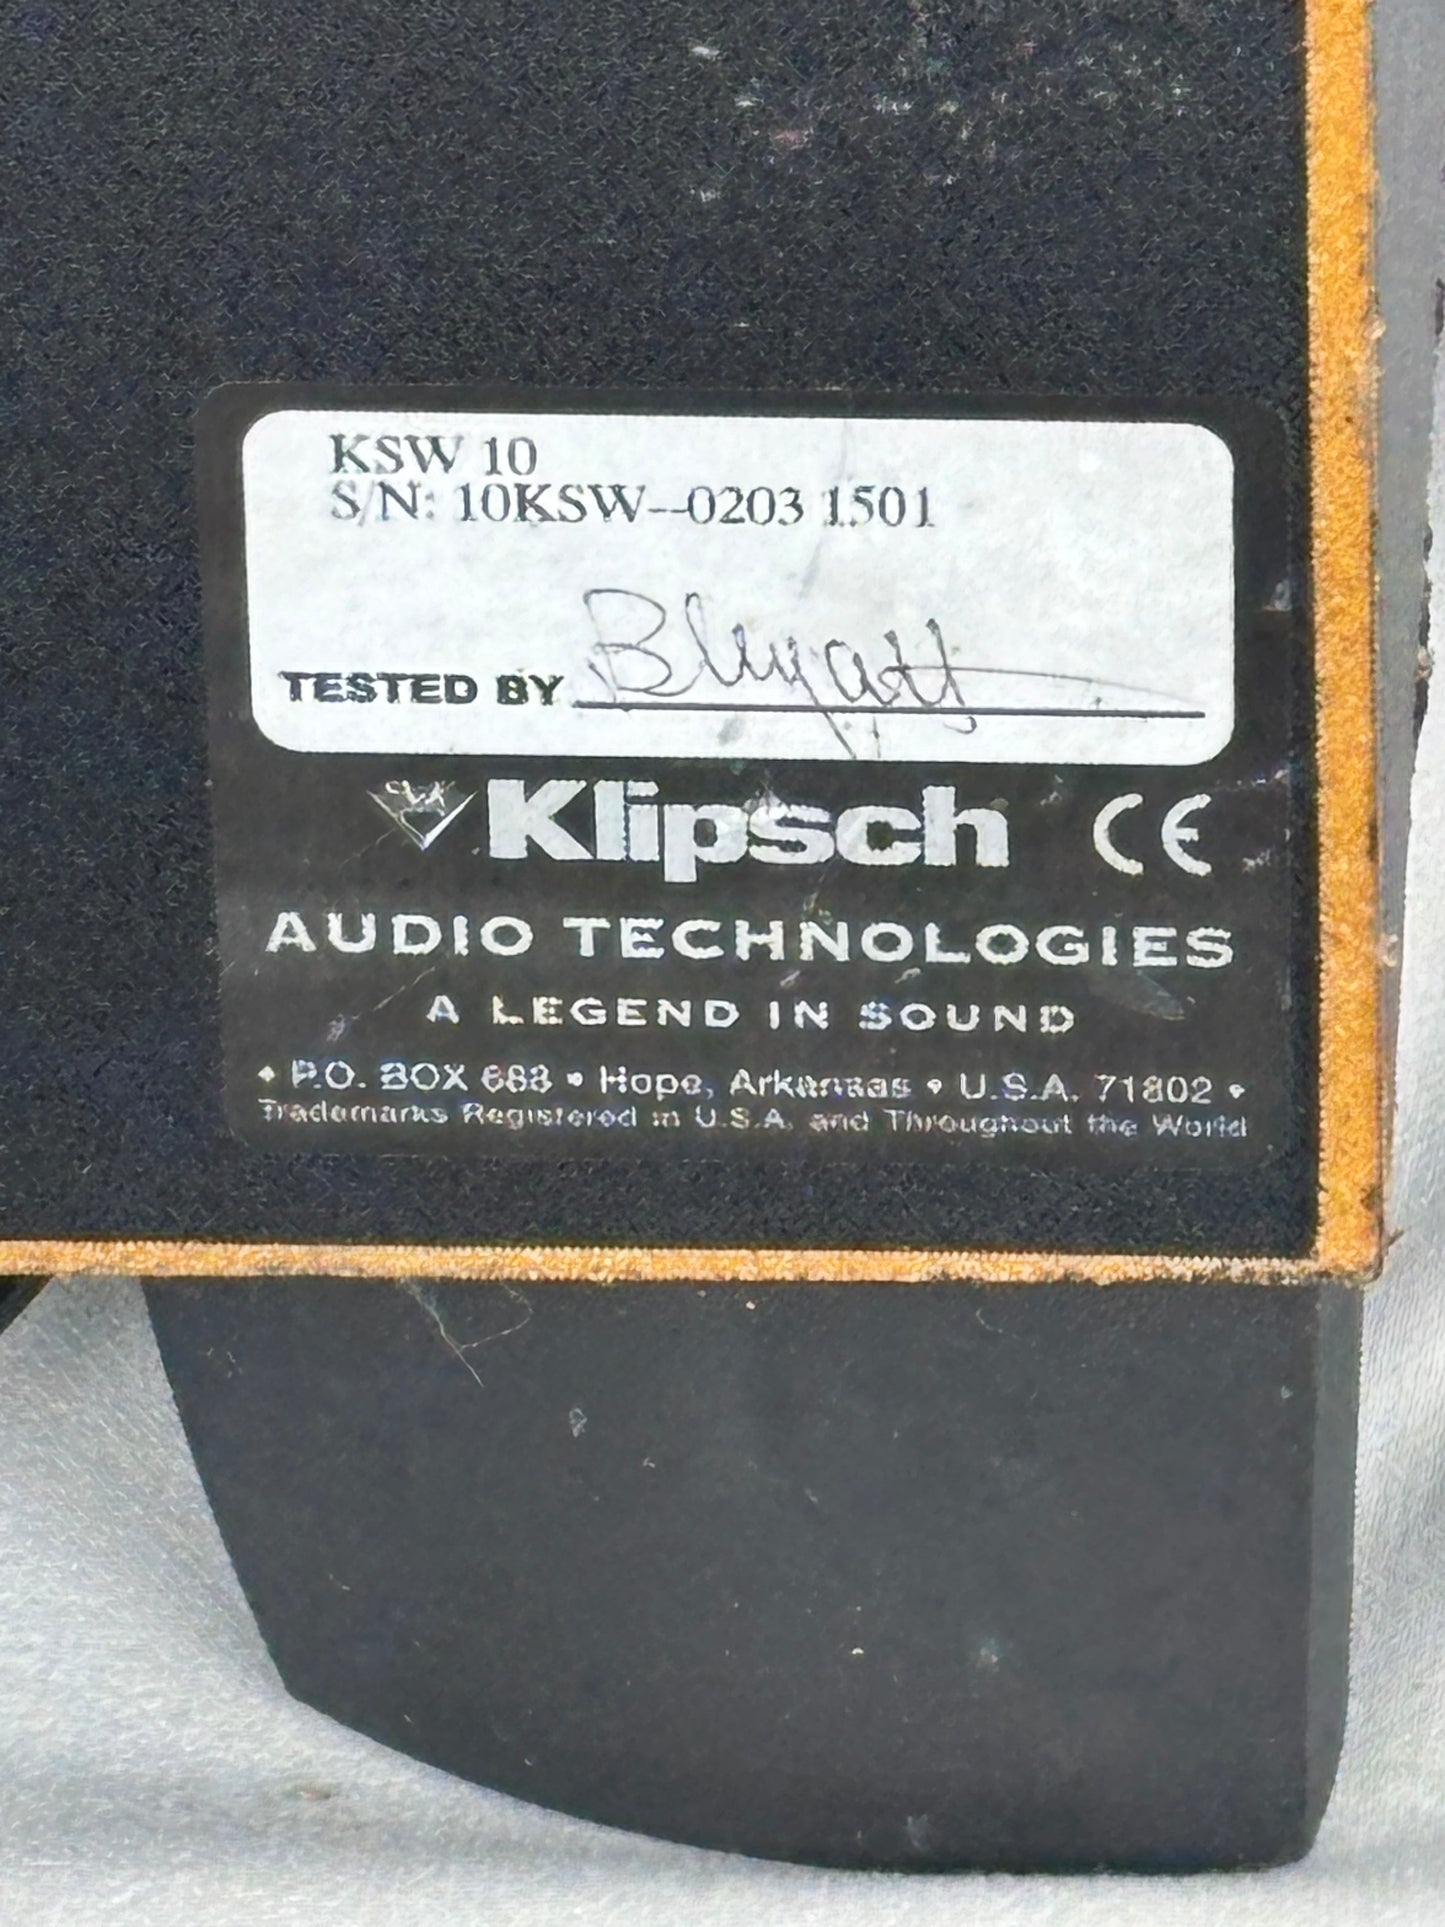 KSW 10
S/N: 10KSW--0203 1501
TESTED BY
Klipsch CE
AUDIO TECHNOLOGIES
A LEGEND IN SOUND
• P.O. BOX 688 • Hope, Arkansas • U.S.A. 71802 •
Trademarks Registered in U.S.A. and Throughout the World